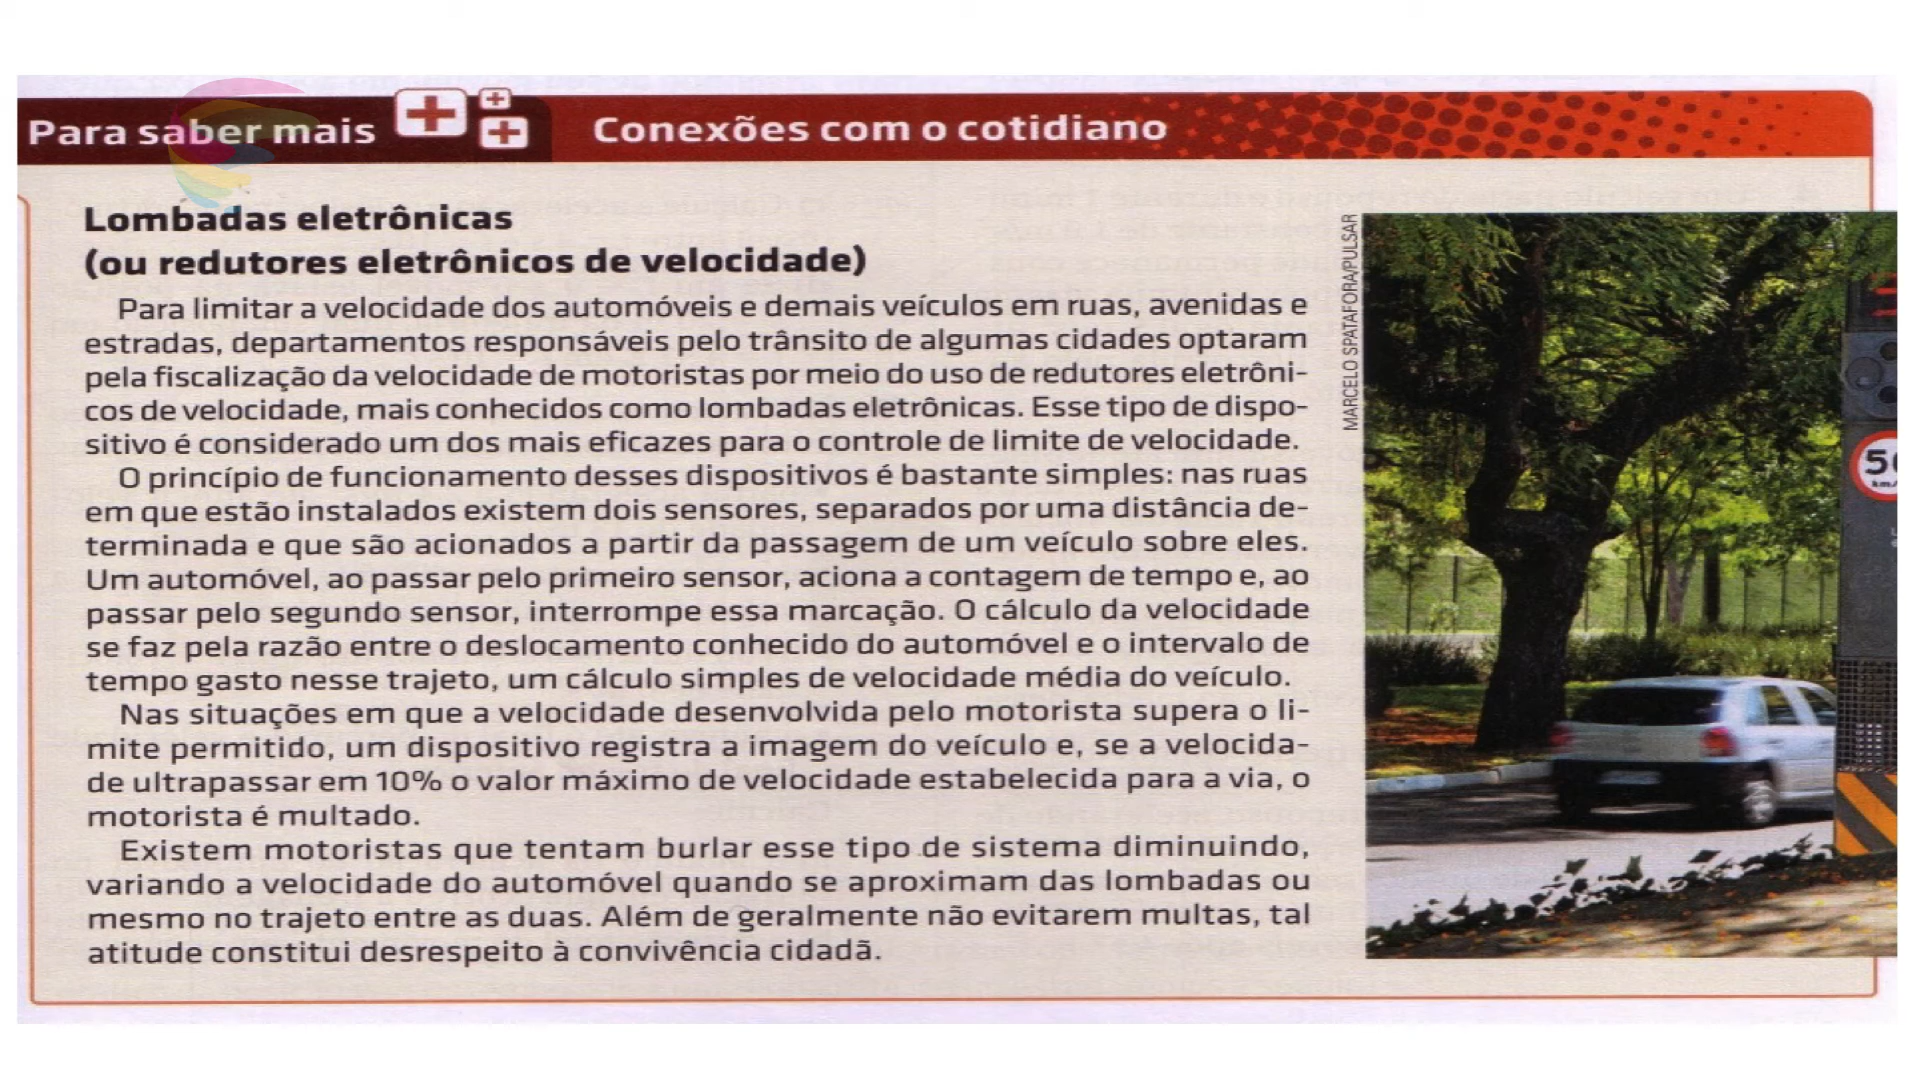 Para saber mais
Conexões com o cotidiano
Lombadas eletrônicas
(ou redutores eletrônicos de velocidade)
Para limitar a velocidade dos automóveis e demais veículos em ruas, avenidas e
estradas, departamentos responsáveis pelo trânsito de algumas cidades optaram
pela fiscalização da velocidade de motoristas por meio do uso de redutores eletrôni-
cos de velocidade, mais conhecidos como lombadas eletrônicas. Esse tipo de dispo-
sitivo é considerado um dos mais eficazes para o controle de limite de velocidade.
O princípio de funcionamento desses dispositivos é bastante simples: nas ruas
em que estão instalados existem dois sensores, separados por uma distância de-
terminada e que são acionados a partir da passagem de um veículo sobre eles.
Um automóvel, ao passar pelo primeiro sensor, aciona a contagem de tempo e, ao
passar pelo segundo sensor, interrompe essa marcação. O cálculo da velocidade
se faz pela razão entre o deslocamento conhecido do automóvel e o intervalo de
tempo gasto nesse trajeto, um cálculo simples de velocidade média do veículo.
Nas situações em que a velocidade desenvolvida pelo motorista supera o li-
mite permitido, um dispositivo registra a imagem do veículo e, se a velocida-
de ultrapassar em 10% o valor máximo de velocidade estabelecida para a via, o
motorista é multado.
Existem motoristas que tentam burlar esse tipo de sistema diminuindo,
variando a velocidade do automóvel quando se aproximam das lombadas ou
mesmo no trajeto entre as duas. Além de geralmente não evitarem multas, tal
atitude constitui desrespeito à convivência cidadã.
MARCELO SPATAFORA/PULSAR